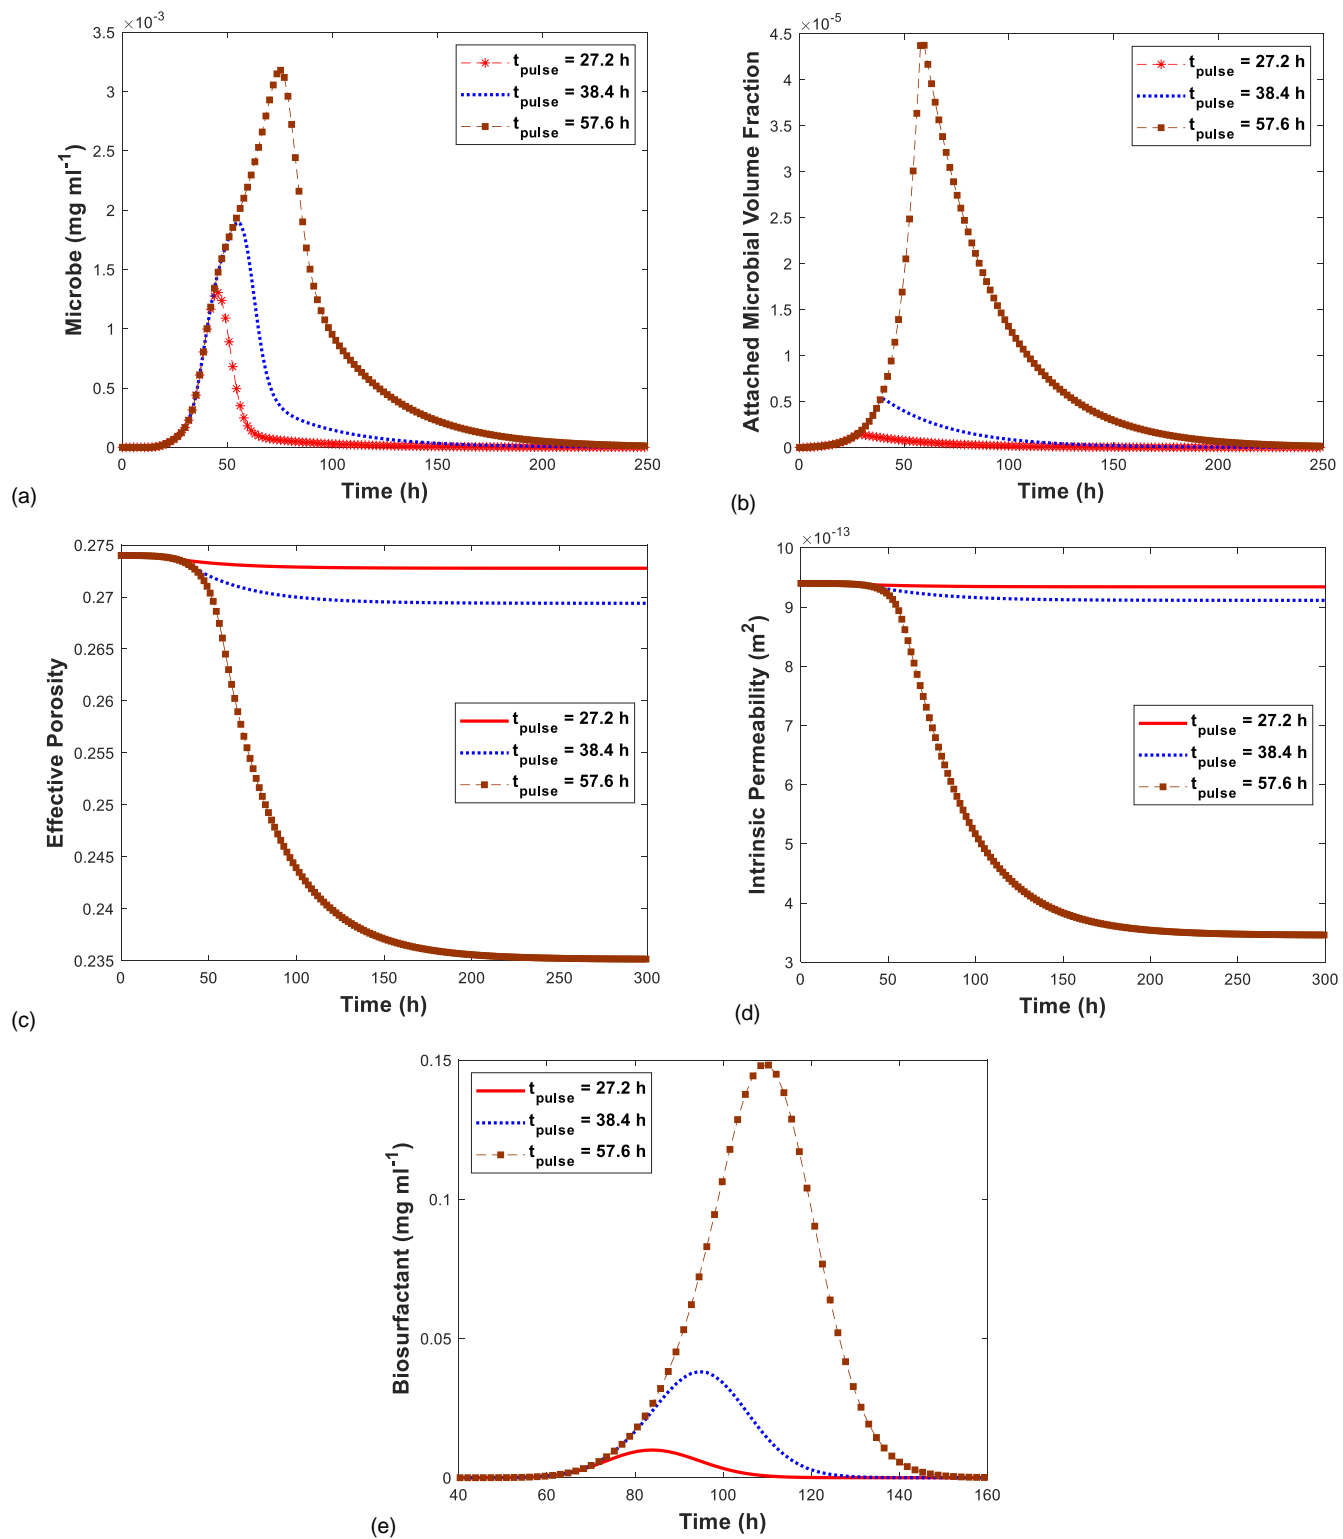 ×10⁻³
3.5
3
2.5
2
1.5
1
0.5
0
0 50 100 150 200 250
Microbe (mg ml⁻¹)
Time (h)
t_pulse = 27.2 h
t_pulse = 38.4 h
t_pulse = 57.6 h
(a)
×10⁻⁵
4.5
4
3.5
3
2.5
2
1.5
1
0.5
0
0 50 100 150 200 250
Attached Microbial Volume Fraction
Time (h)
t_pulse = 27.2 h
t_pulse = 38.4 h
t_pulse = 57.6 h
(b)
0.275
0.27
0.265
0.26
0.255
0.25
0.245
0.24
0.235
0 50 100 150 200 250 300
Effective Porosity
Time (h)
t_pulse = 27.2 h
t_pulse = 38.4 h
t_pulse = 57.6 h
(c)
×10⁻¹³
10
9
8
7
6
5
4
3
0 50 100 150 200 250 300
Intrinsic Permeability (m²)
Time (h)
t_pulse = 27.2 h
t_pulse = 38.4 h
t_pulse = 57.6 h
(d)
0.15
0.1
0.05
0
40 60 80 100 120 140 160
Biosurfactant (mg ml⁻¹)
Time (h)
t_pulse = 27.2 h
t_pulse = 38.4 h
t_pulse = 57.6 h
(e)